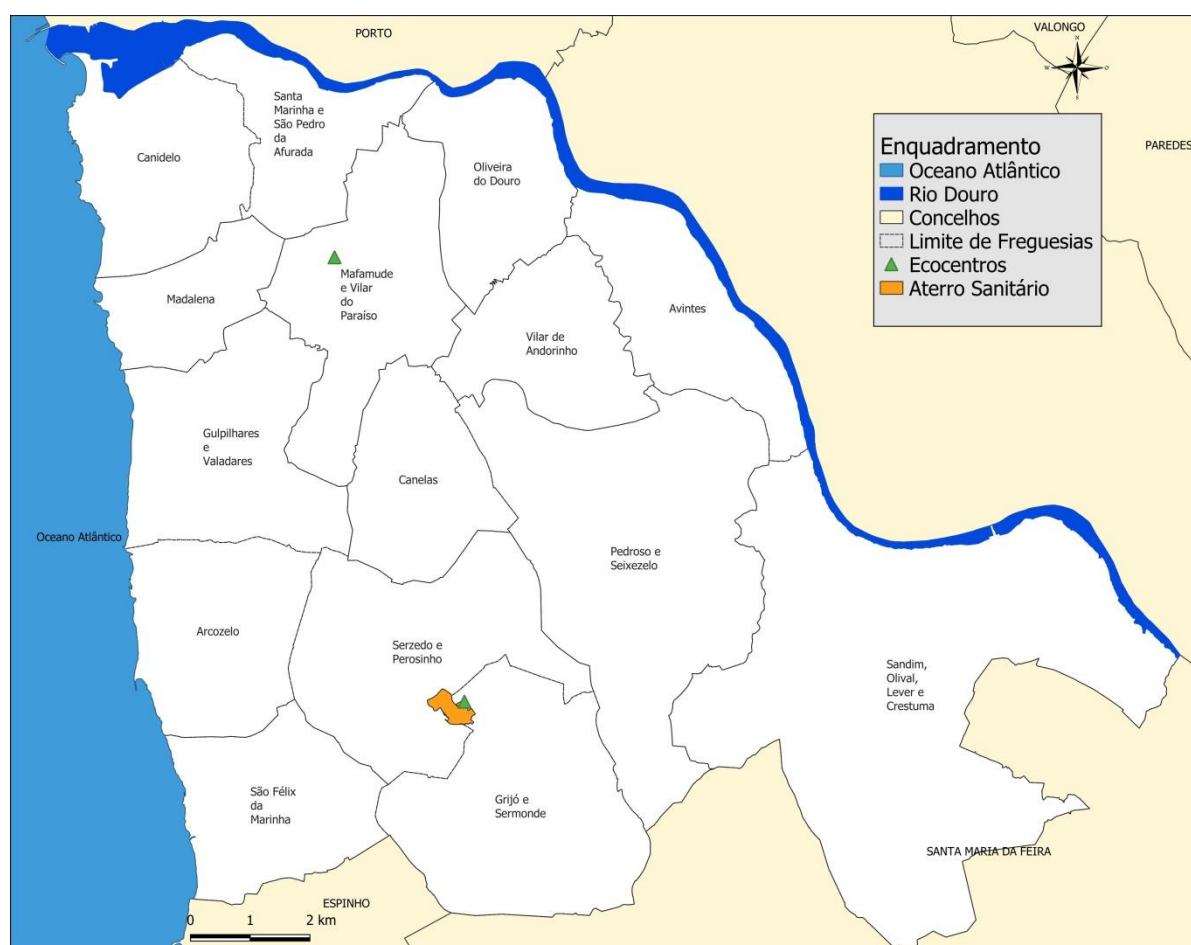 PORTO
VALONGO
N
W
O
S
PAREDES
Enquadramento
Oceano Atlântico
Rio Douro
Concelhos
Limite de Freguesias
Ecocentros
Aterro Sanitário
Santa
Marinha e
São Pedro
da
Afurada
Canidelo
Oliveira
do Douro
Mafamude
e Vilar
do
Paraíso
Madalena
Avintes
Vilar de
Andorinho
Gulpilhares
e
Valadares
Canelas
Oceano Atlântico
Pedroso e
Seixezelo
Arcozelo
Serzedo e
Perosinho
Sandim,
Olival,
Lever e
Crestuma
São Félix
da
Marinha
Grijó e
Sermonde
SANTA MARIA DA FEIRA
ESPINHO
0 1 2 km